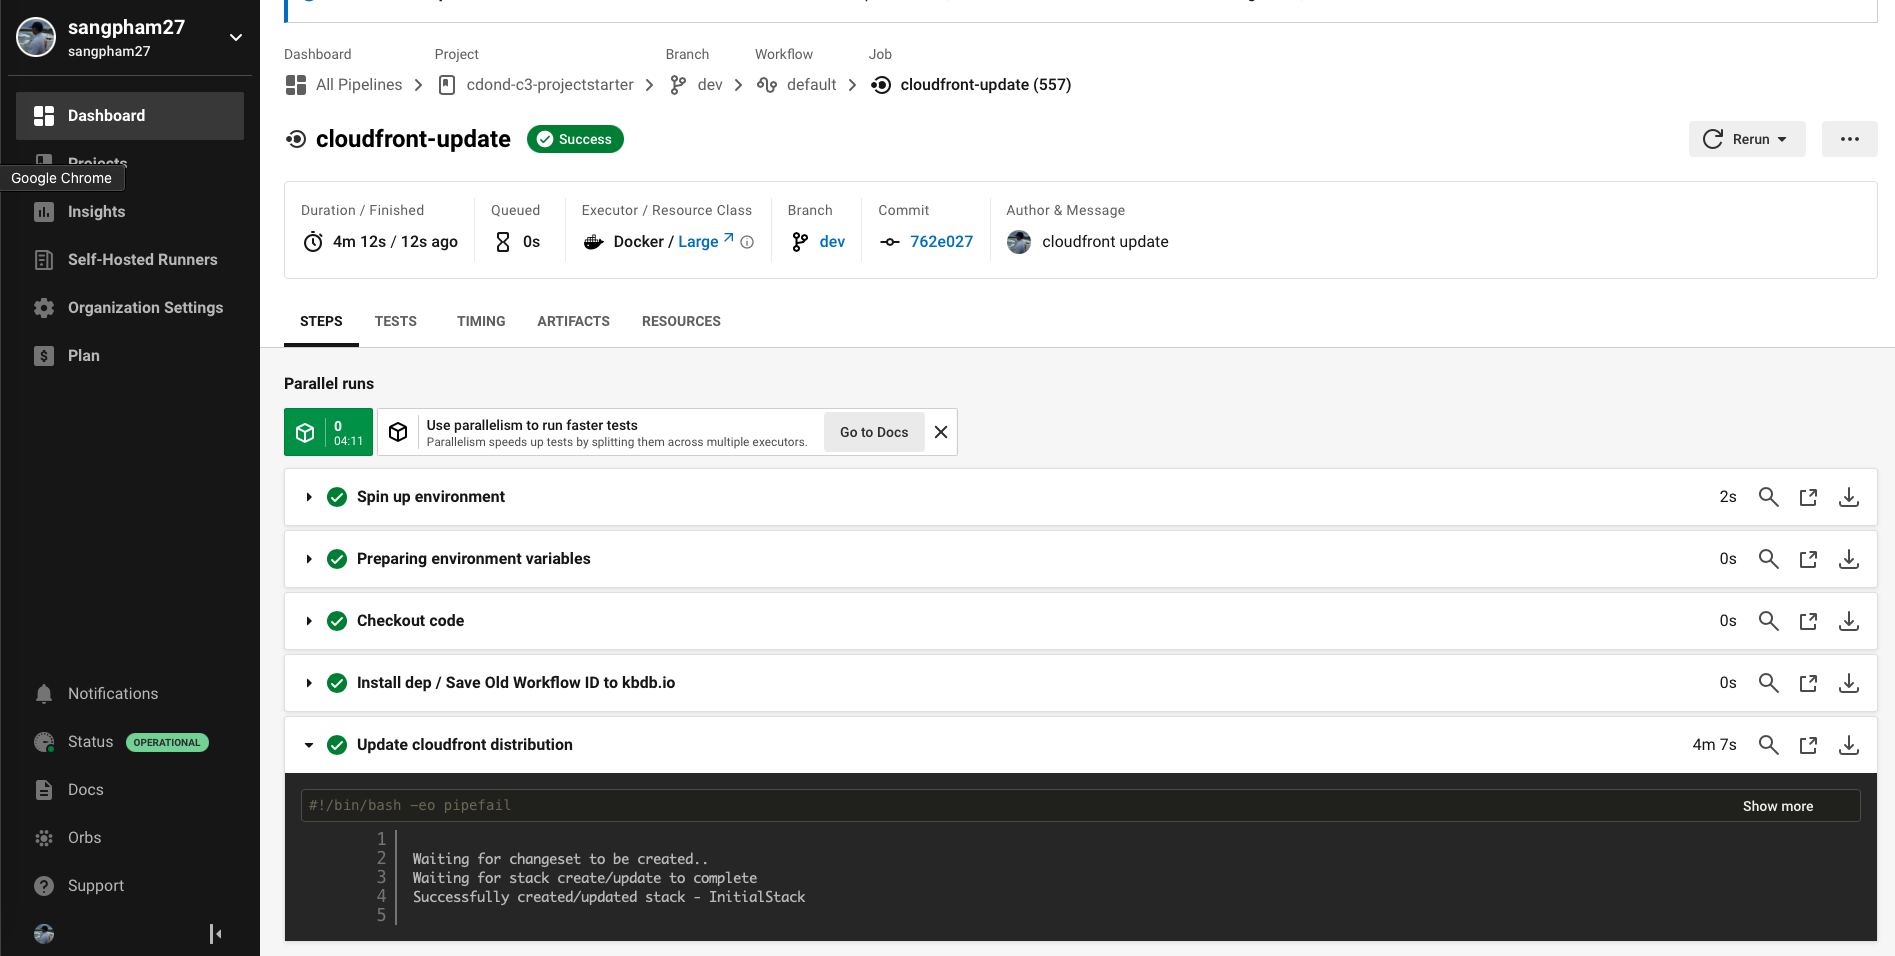 sangpham27
sangpham27
Dashboard
Projects
Google Chrome
Insights
Self-Hosted Runners
Organization Settings
Plan
Notifications
Status OPERATIONAL
Docs
Orbs
Support
Dashboard Project Branch Workflow Job
All Pipelines cdond-c3-projectstarter dev default cloudfront-update (557)
cloudfront-update Success Rerun
Duration / Finished Queued Executor / Resource Class Branch Commit Author & Message
4m 12s / 12s ago 0s Docker / Large dev 762e027 cloudfront update
STEPS TESTS TIMING ARTIFACTS RESOURCES
Parallel runs
0
04:11
Use parallelism to run faster tests
Parallelism speeds up tests by splitting them across multiple executors.
Go to Docs
Spin up environment 2s
Preparing environment variables 0s
Checkout code 0s
Install dep / Save Old Workflow ID to kbdb.io 0s
Update cloudfront distribution 4m 7s
#!/bin/bash -eo pipefail Show more
1
2 Waiting for changeset to be created..
3 Waiting for stack create/update to complete
4 Successfully created/updated stack - InitialStack
5